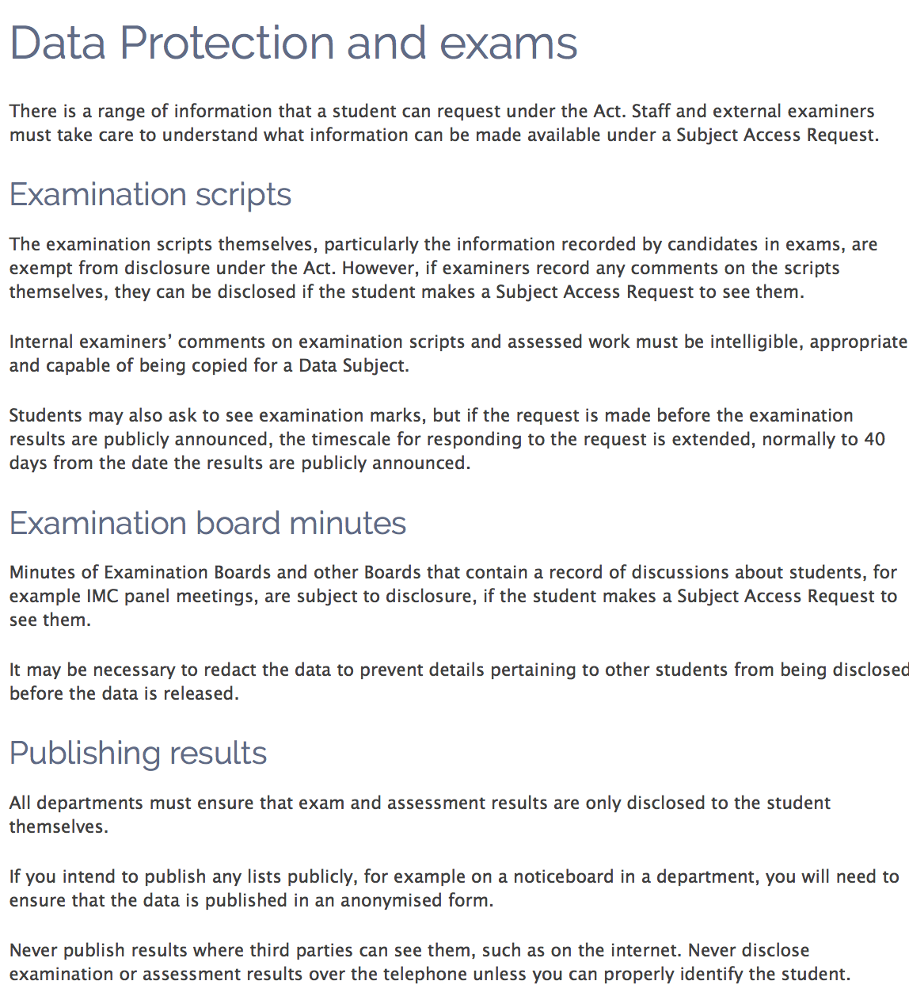 Data Protection and exams
There is a range of information that a student can request under the Act. Staff and external examiners
must take care to understand what information can be made available under a Subject Access Request.
Examination scripts
The examination scripts themselves, particularly the information recorded by candidates in exams, are
exempt from disclosure under the Act. However, if examiners record any comments on the scripts
themselves, they can be disclosed if the student makes a Subject Access Request to see them.
Internal examiners’ comments on examination scripts and assessed work must be intelligible, appropriate
and capable of being copied for a Data Subject.
Students may also ask to see examination marks, but if the request is made before the examination
results are publicly announced, the timescale for responding to the request is extended, normally to 40
days from the date the results are publicly announced.
Examination board minutes
Minutes of Examination Boards and other Boards that contain a record of discussions about students, for
example IMC panel meetings, are subject to disclosure, if the student makes a Subject Access Request to
see them.
It may be necessary to redact the data to prevent details pertaining to other students from being disclosed
before the data is released.
Publishing results
All departments must ensure that exam and assessment results are only disclosed to the student
themselves.
If you intend to publish any lists publicly, for example on a noticeboard in a department, you will need to
ensure that the data is published in an anonymised form.
Never publish results where third parties can see them, such as on the internet. Never disclose
examination or assessment results over the telephone unless you can properly identify the student.